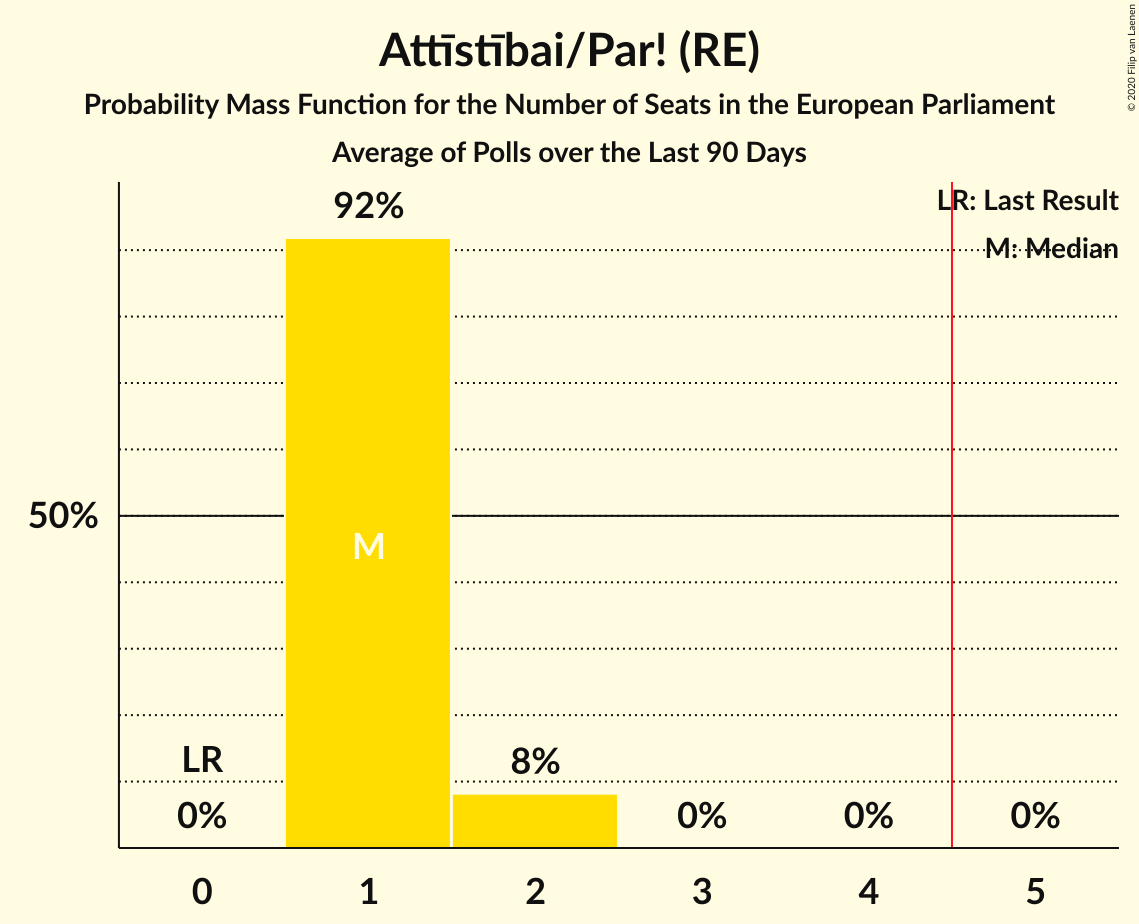 Attīstībai/Par! (RE)
Probability Mass Function for the Number of Seats in the European Parliament
Average of Polls over the Last 90 Days
© 2020 Filip van Laenen
LR: Last Result
M: Median
92%
50%
M
LR
8%
0%
0%
0%
0%
0 1 2 3 4 5